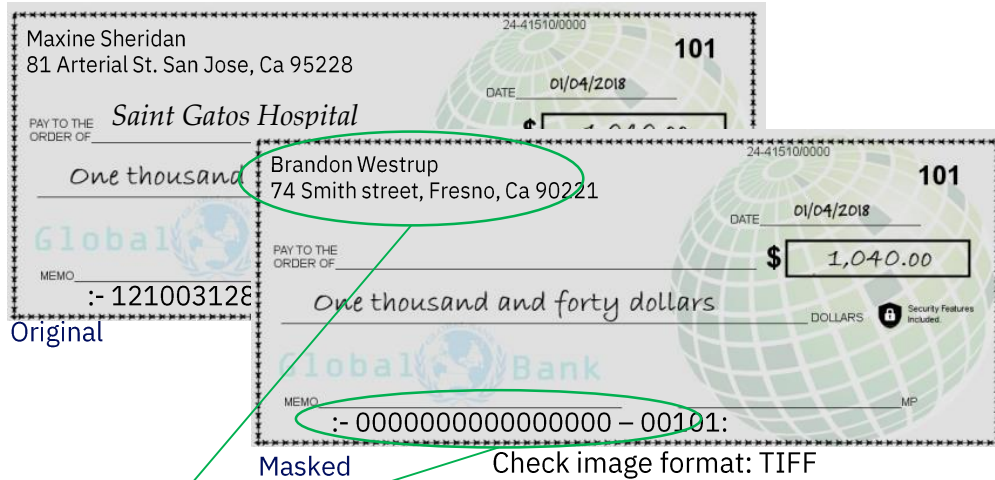 24-41510/0000
Maxine Sheridan
101
81 Arterial St. San Jose, Ca 95228
DATE 01/04/2018
PAY TO THE
ORDER OF Saint Gatos Hospital
$ 1,040.00
One thousand
Global
MEMO
:- 121003128
Original
24-41510/0000
Brandon Westrup
101
74 Smith street, Fresno, Ca 90221
DATE 01/04/2018
PAY TO THE
ORDER OF
$ 1,040.00
One thousand and forty dollars
DOLLARS
Security Features
Included.
Global Bank
MEMO
MP
:- 0000000000000000 – 00101:
Masked
Check image format: TIFF